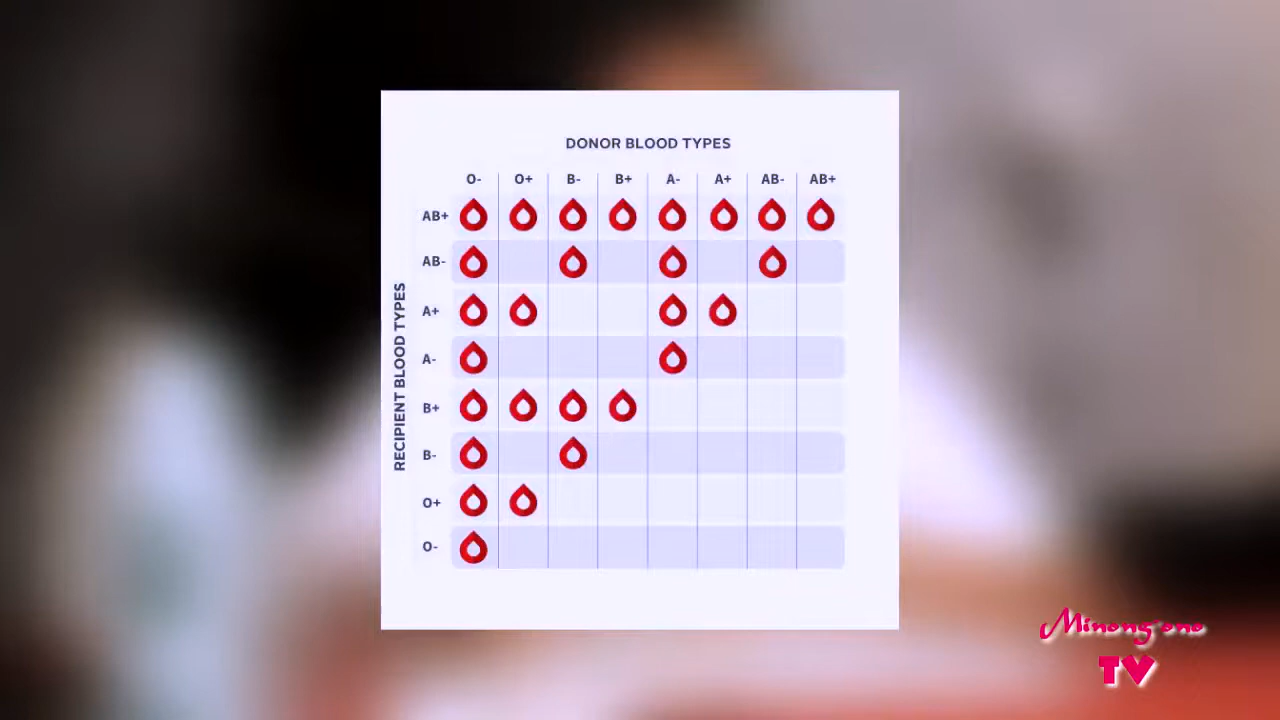 DONOR BLOOD TYPES
O- O+ B- B+ A- A+ AB- AB+
RECIPIENT BLOOD TYPES
AB+
AB-
A+
A-
B+
B-
O+
O-
Minong-ono
TV